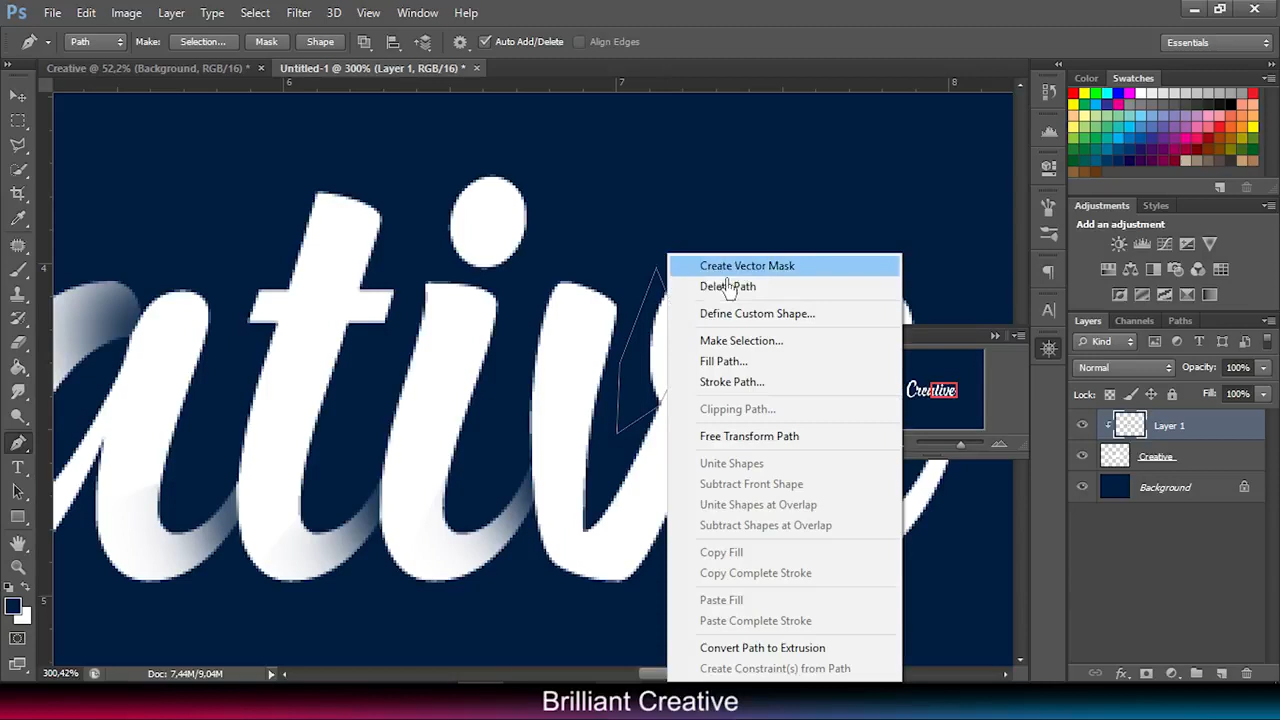 Ps File Edit Image Layer Type Select Filter 3D View Window Help
Path Make: Selection... Mask Shape Auto Add/Delete Align Edges Essentials
Creative @ 52,2% (Background, RGB/16) * × Untitled-1 @ 300% (Layer 1, RGB/16) * ×
Color Swatches
6 7 8
4
5
eative
Adjustments Styles
Add an adjustment
Create Vector Mask
Delete Path
Define Custom Shape...
Make Selection...
Fill Path...
Stroke Path...
Clipping Path...
Free Transform Path
Unite Shapes
Subtract Front Shape
Unite Shapes at Overlap
Subtract Shapes at Overlap
Copy Fill
Copy Complete Stroke
Paste Fill
Paste Complete Stroke
Convert Path to Extrusion
Create Constraint(s) from Path
Creative
Layers Channels Paths
Kind
Normal Opacity: 100%
Lock: Fill: 100%
Layer 1
Creative
Background
300,42% Doc: 7,44M/9,04M
Brilliant Creative